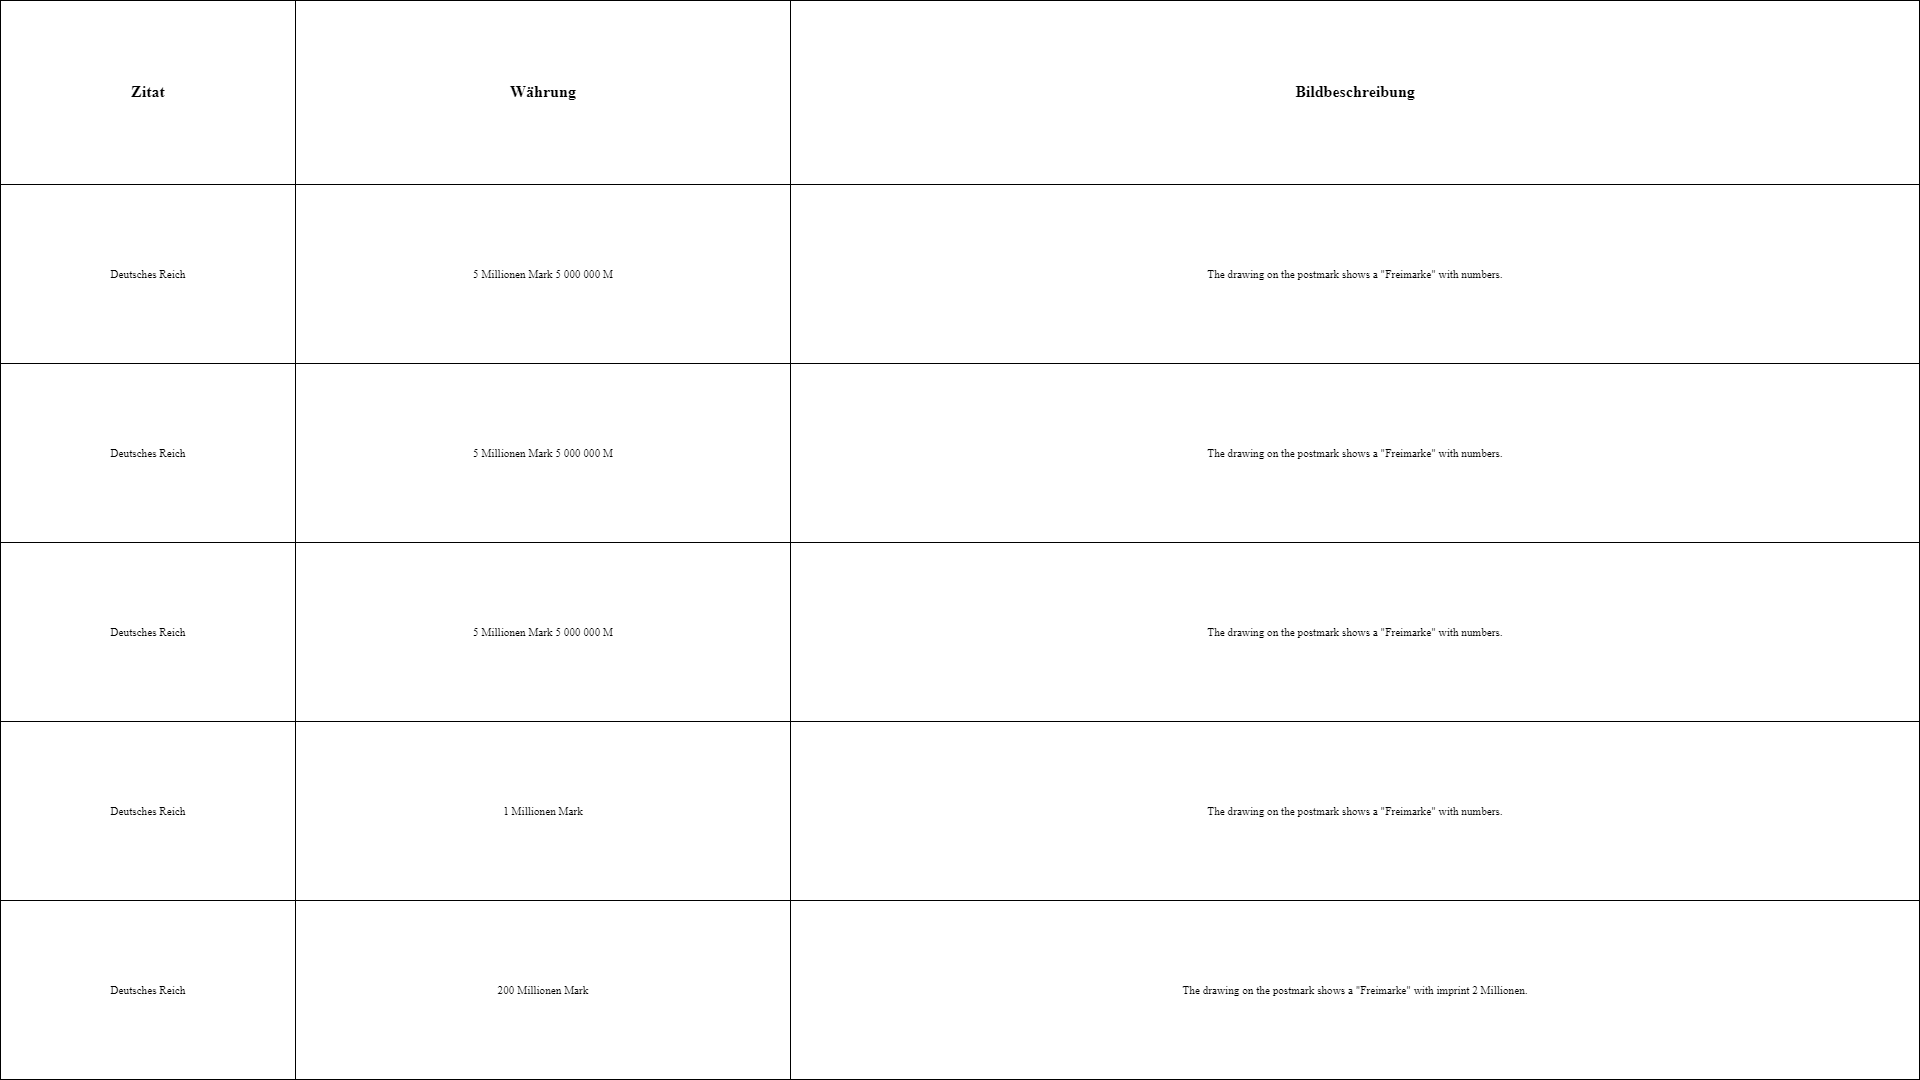 Zitat Währung Bildbeschreibung
Deutsches Reich 5 Millionen Mark 5 000 000 M The drawing on the postmark shows a "Freimarke" with numbers.
Deutsches Reich 5 Millionen Mark 5 000 000 M The drawing on the postmark shows a "Freimarke" with numbers.
Deutsches Reich 5 Millionen Mark 5 000 000 M The drawing on the postmark shows a "Freimarke" with numbers.
Deutsches Reich 1 Millionen Mark The drawing on the postmark shows a "Freimarke" with numbers.
Deutsches Reich 200 Millionen Mark The drawing on the postmark shows a "Freimarke" with imprint 2 Millionen.